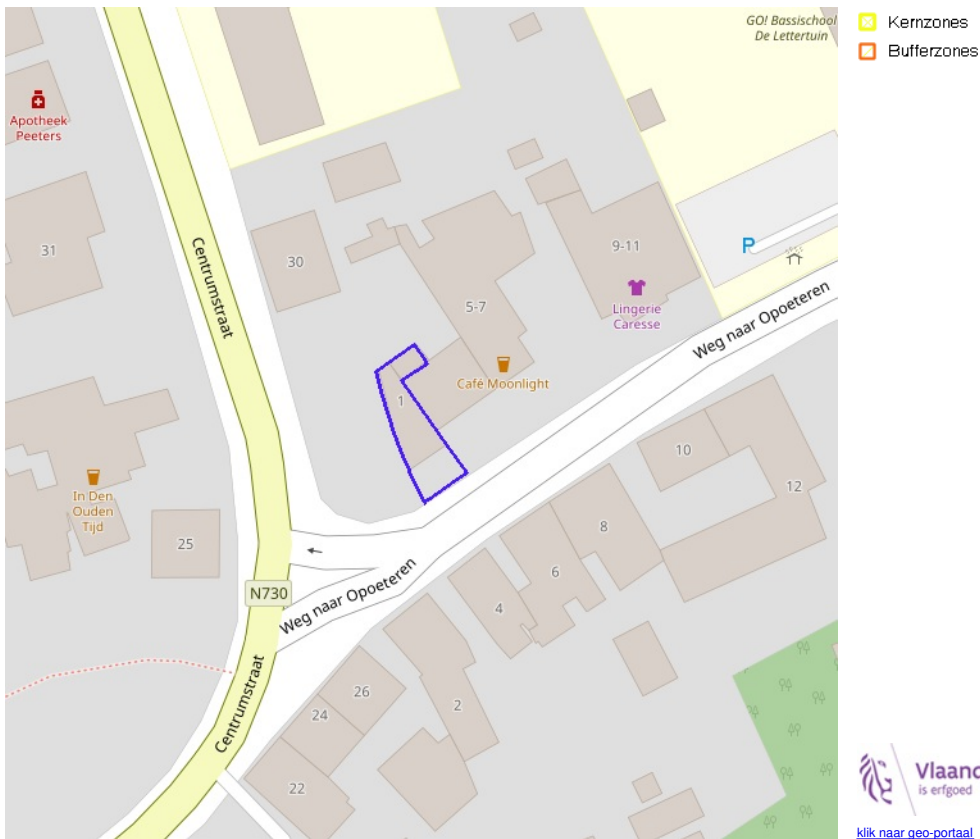 GO! Bassischool
De Lettertuin
Kernzones
Bufferzones
Apotheek
Peeters
31
Centrumstraat
30
9-11
P
5-7
Lingerie
Caresse
Weg naar Opoeteren
Café Moonlight
1
10
12
In Den
Ouden
Tijd
25
8
6
N730
Weg naar Opoeteren
4
Centrumstraat
26
24
2
22
Vlaand
is erfgoed
klik naar geo-portaal